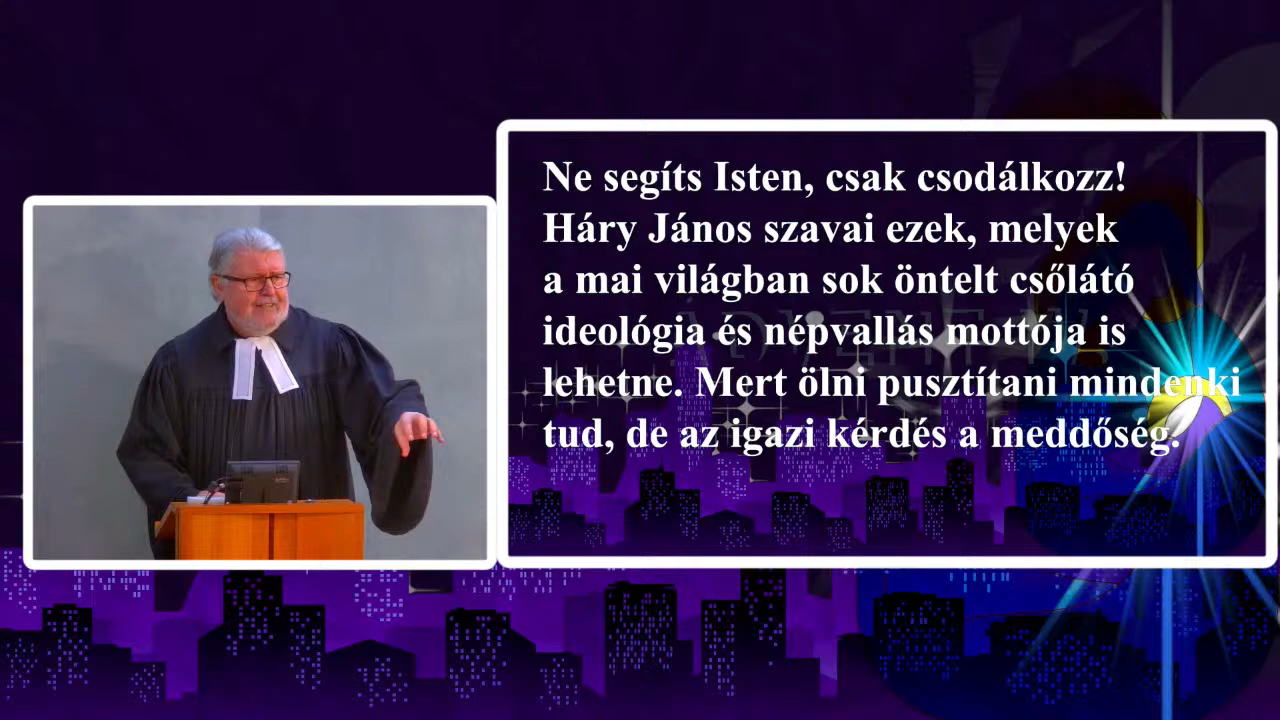 Ne segíts Isten, csak csodálkozz!
Háry János szavai ezek, melyek
a mai világban sok öntelt csőlátó
ideológia és népvallás mottója is
lehetne. Mert ölni pusztítani mindenki
tud, de az igazi kérdés a meddőség.